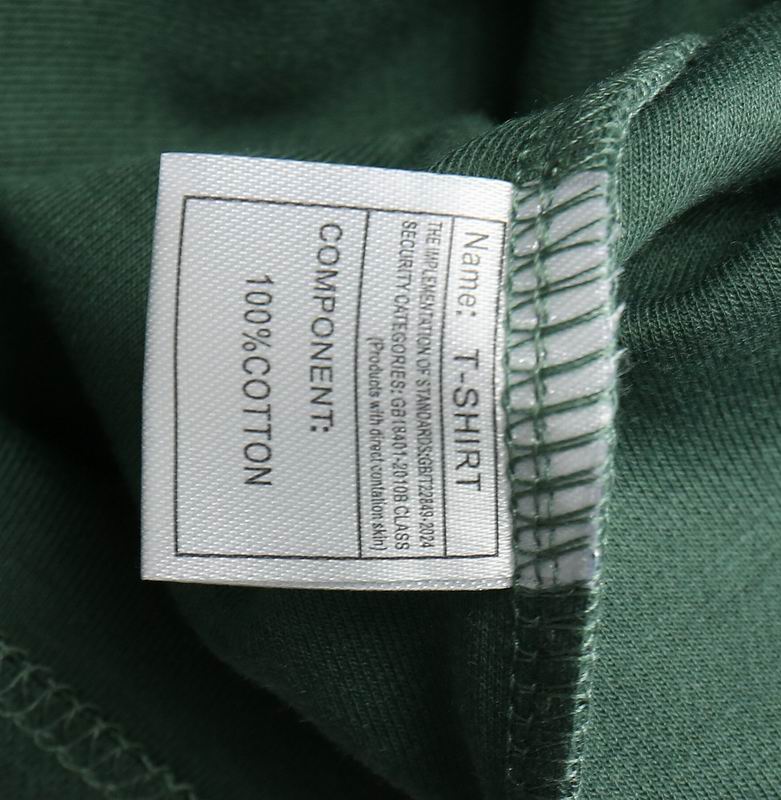 Name: T-SHIRT
THE IMPLEMENTATION OF STANDARDS:GB/T22849-2024
SECURITY CATEGORIES: GB18401-2010B CLASS
(Products with direct contation skin)
COMPONENT:
100%COTTON